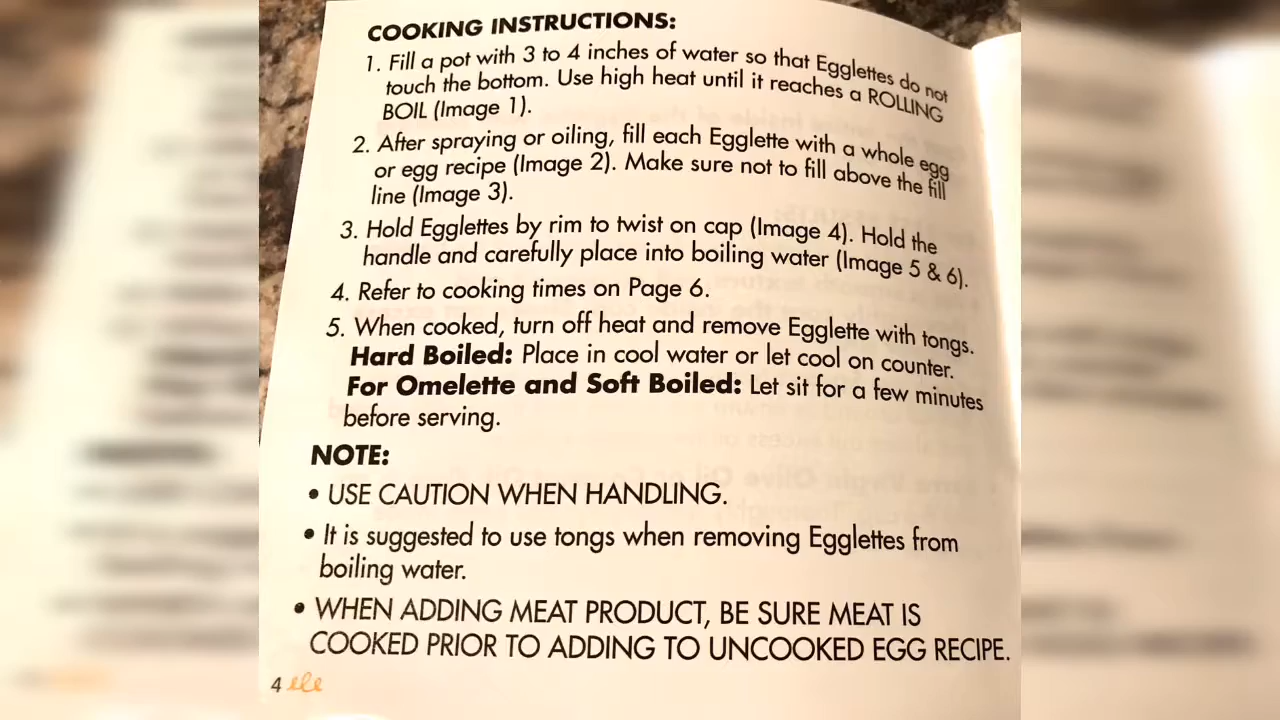 COOKING INSTRUCTIONS:
1. Fill a pot with 3 to 4 inches of water so that Egglettes do not
touch the bottom. Use high heat until it reaches a ROLLING
BOIL (Image 1).
2. After spraying or oiling, fill each Egglette with a whole egg
or egg recipe (Image 2). Make sure not to fill above the fill
line (Image 3).
3. Hold Egglettes by rim to twist on cap (Image 4). Hold the
handle and carefully place into boiling water (Image 5 & 6).
4. Refer to cooking times on Page 6.
5. When cooked, turn off heat and remove Egglette with tongs.
Hard Boiled: Place in cool water or let cool on counter.
For Omelette and Soft Boiled: Let sit for a few minutes
before serving.
NOTE:
• USE CAUTION WHEN HANDLING.
• It is suggested to use tongs when removing Egglettes from
boiling water.
• WHEN ADDING MEAT PRODUCT, BE SURE MEAT IS
COOKED PRIOR TO ADDING TO UNCOOKED EGG RECIPE.
4 ele